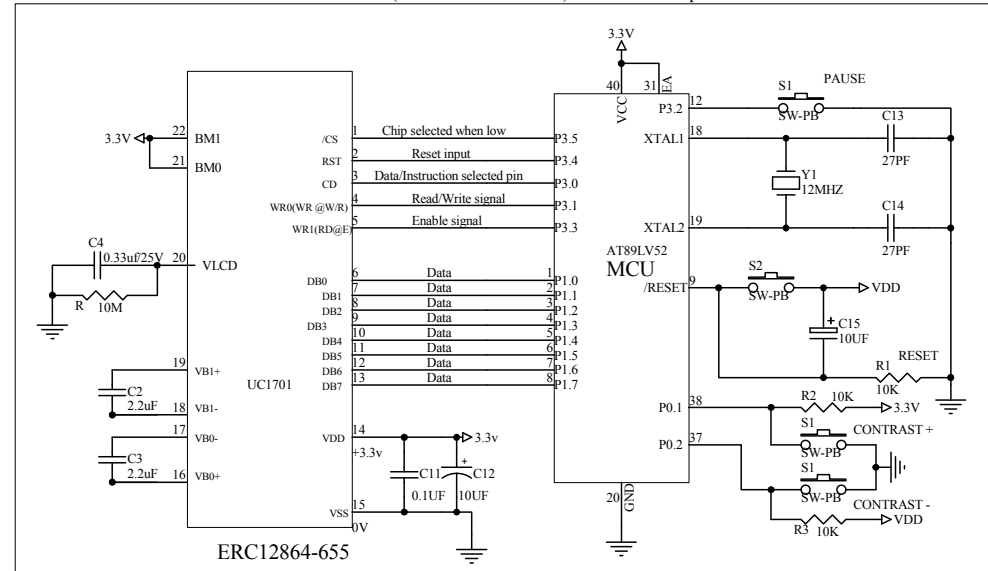 3.3V
22
BM1
21
BM0
C4
0.33uf/25V
20
VLCD
R
10M
19
VB1+
C2
2.2uF
18
VB1-
17
VB0-
C3
2.2uF
16
VB0+
UC1701
/CS
1
Chip selected when low
P3.5
RST
2
Reset input
P3.4
CD
3
Data/Instruction selected pin
P3.0
WR0(WR @W/R)
4
Read/Write signal
P3.1
WR1(RD@E)
5
Enable signal
P3.3
DB0
6
Data
1
P1.0
DB1
7
Data
2
P1.1
DB2
8
Data
3
P1.2
DB3
9
Data
4
P1.3
DB4
10
Data
5
P1.4
DB5
11
Data
6
P1.5
DB6
12
Data
7
P1.6
DB7
13
Data
8
P1.7
VDD
14
+3.3v
3.3v
C11
0.1UF
C12
+
10UF
VSS
15
0V
ERC12864-655
3.3V
40
VCC
31
EA
AT89LV52
MCU
20
GND
P3.2
12
S1
SW-PB
PAUSE
XTAL1
18
C13
27PF
Y1
12MHZ
XTAL2
19
C14
27PF
/RESET
9
S2
SW-PB
VDD
+
C15
10UF
R1
10K
RESET
P0.1
38
R2
10K
3.3V
S1
SW-PB
CONTRAST +
P0.2
37
S1
SW-PB
CONTRAST -
R3
10K
VDD